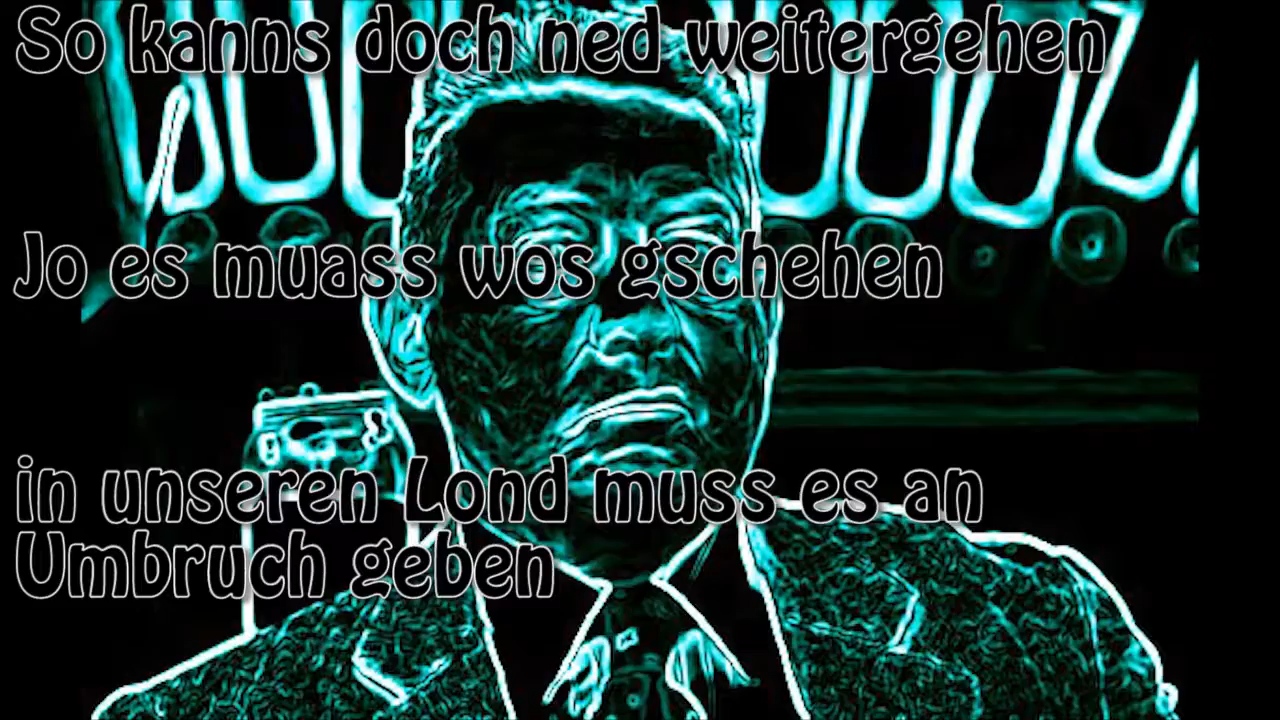 So kanns doch ned weitergehen
Jo es muass wos gschehen
in unseren Lond muss es an
Umbruch geben